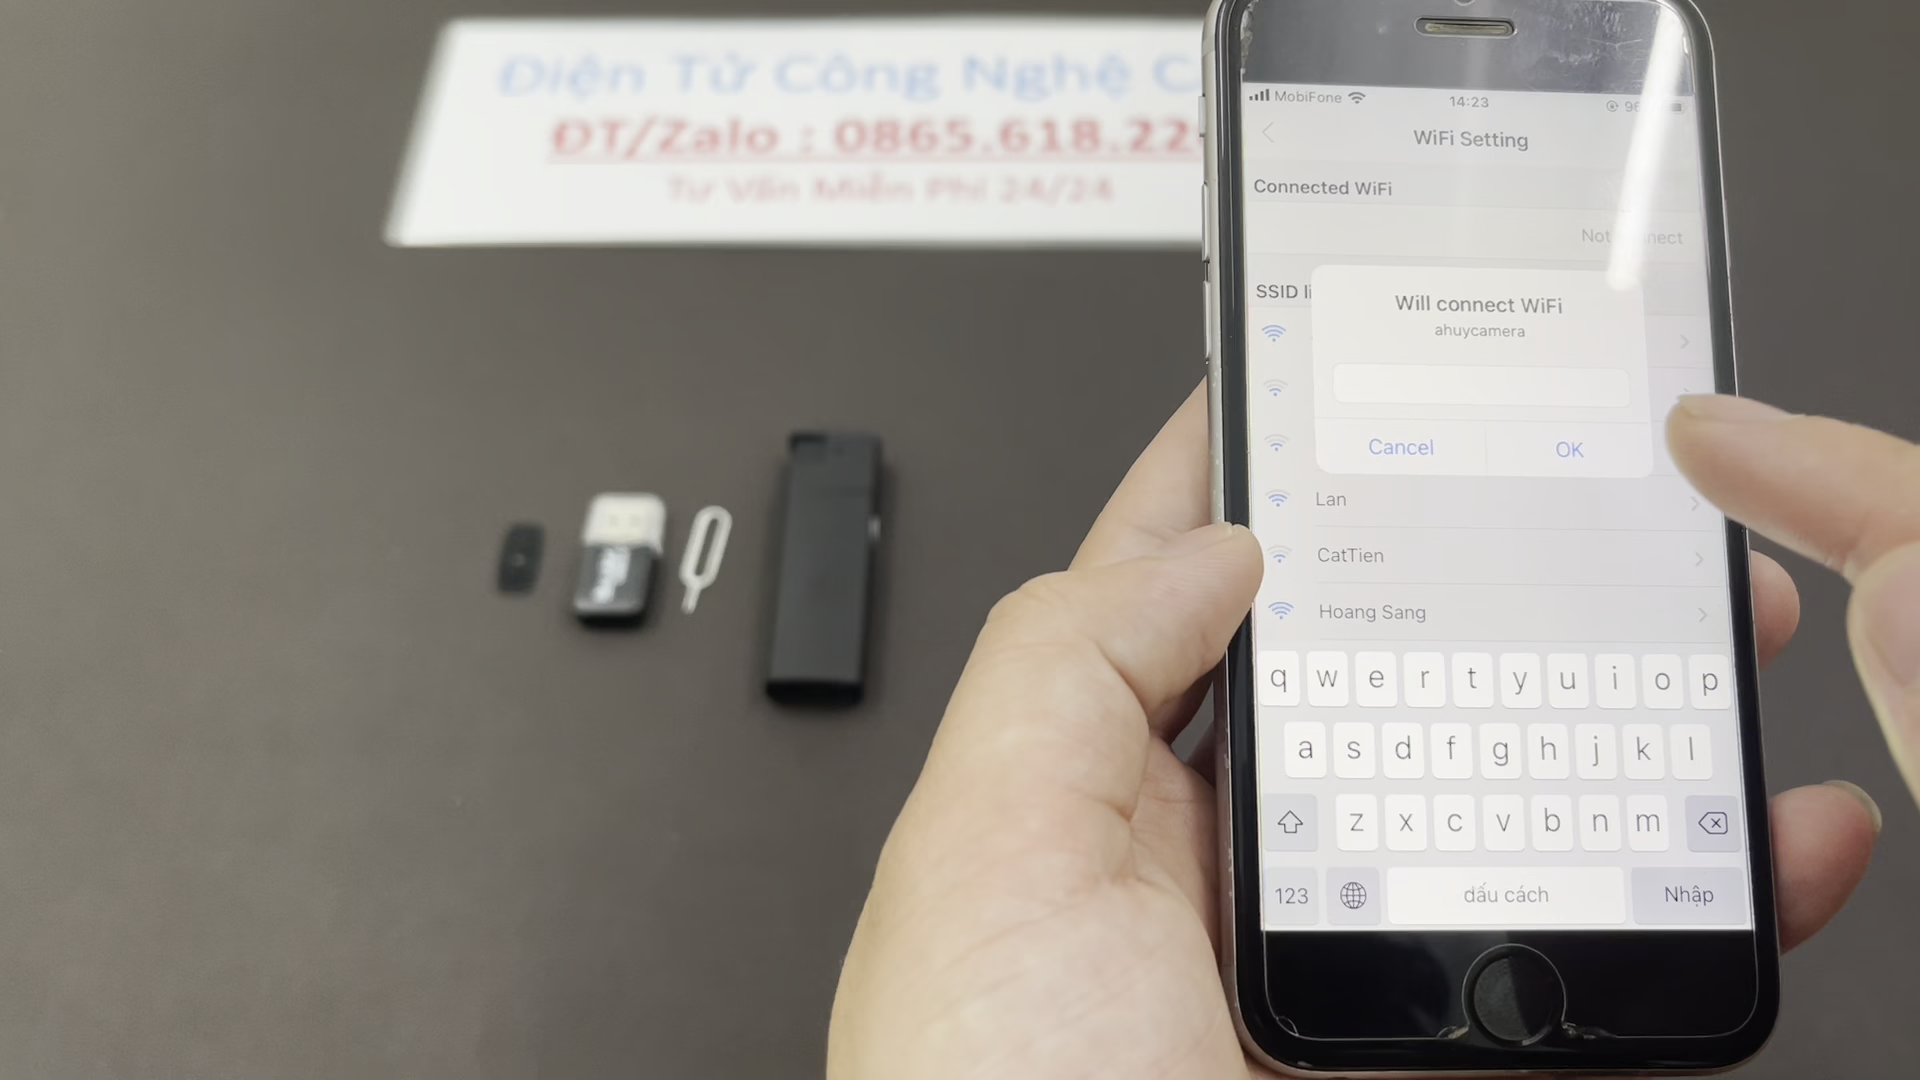 Điện Tử Công Nghệ
ĐT/Zalo : 0865.618.22
Tư Vấn Miễn Phí 24/24
MobiFone
14:23
WiFi Setting
Connected WiFi
SSID li
Will connect WiFi
ahuycamera
Cancel
OK
Lan
CatTien
Hoang Sang
q w e r t y u i o p
a s d f g h j k l
z x c v b n m
123
dấu cách
Nhập